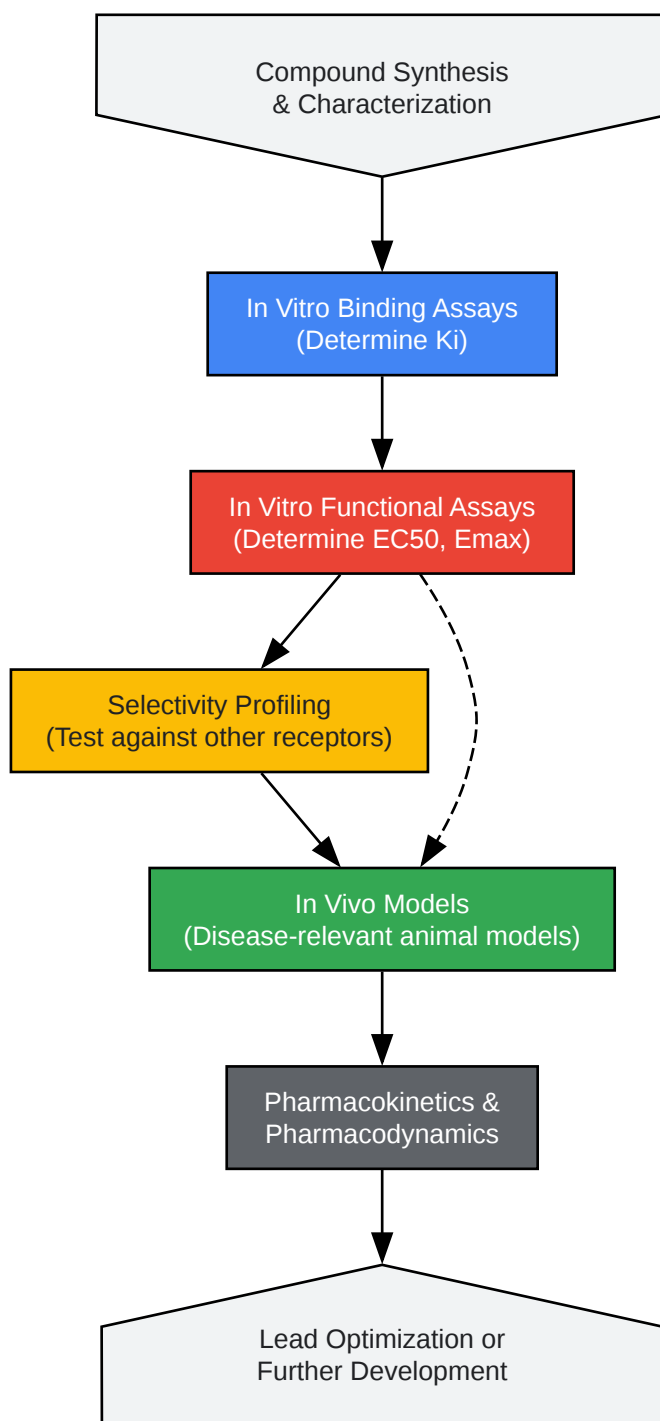 Compound Synthesis
& Characterization
In Vitro Binding Assays
(Determine Ki)
In Vitro Functional Assays
(Determine EC50, Emax)
Selectivity Profiling
(Test against other receptors)
In Vivo Models
(Disease-relevant animal models)
Pharmacokinetics &
Pharmacodynamics
Lead Optimization or
Further Development